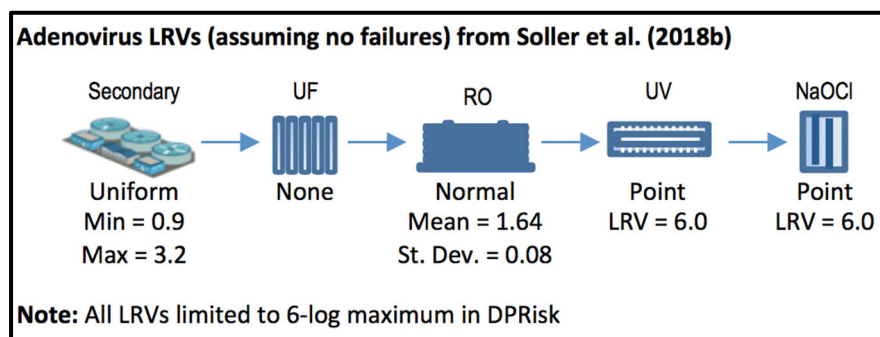 Adenovirus LRVs (assuming no failures) from Soller et al. (2018b)
Secondary
UF
RO
UV
NaOCl
Uniform
None
Normal
Point
Point
Min = 0.9
Mean = 1.64
LRV = 6.0
LRV = 6.0
Max = 3.2
St. Dev. = 0.08
Note: All LRVs limited to 6-log maximum in DPRisk